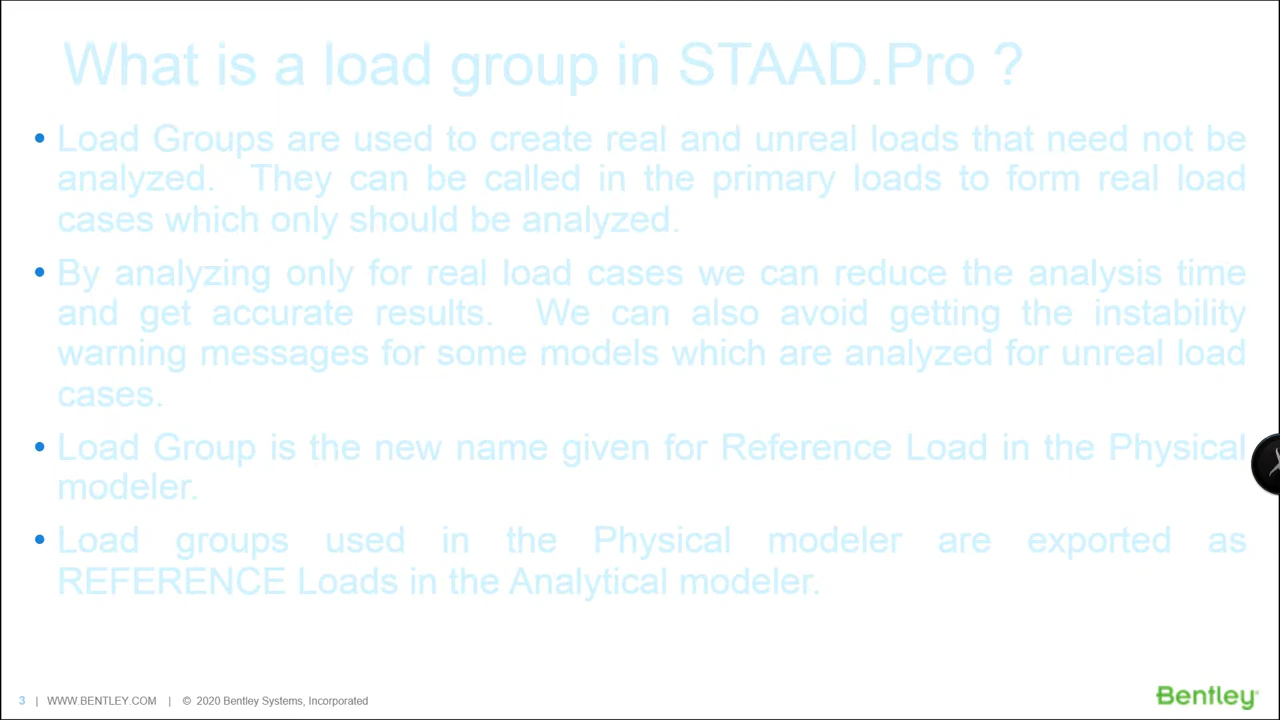 What is a load group in STAAD.Pro ?
• Load Groups are used to create real and unreal loads that need not be
analyzed. They can be called in the primary loads to form real load
cases which only should be analyzed.
• By analyzing only for real load cases we can reduce the analysis time
and get accurate results. We can also avoid getting the instability
warning messages for some models which are analyzed for unreal load
cases.
• Load Group is the new name given for Reference Load in the Physical
modeler.
• Load groups used in the Physical modeler are exported as
REFERENCE Loads in the Analytical modeler.
3 | WWW.BENTLEY.COM | © 2020 Bentley Systems, Incorporated
Bentley